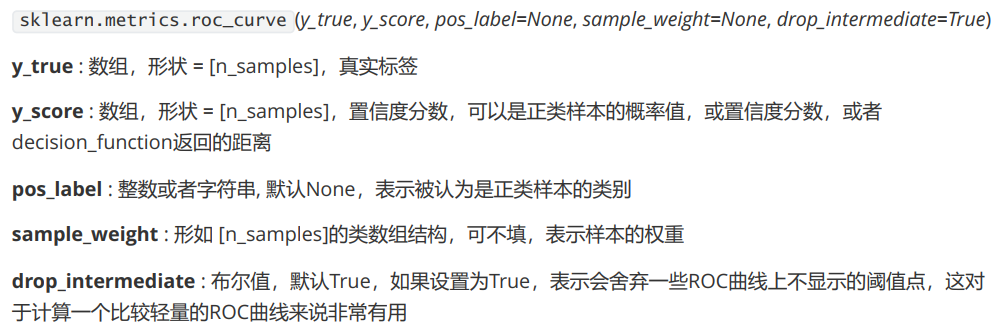 sklearn.metrics.roc_curve(y_true, y_score, pos_label=None, sample_weight=None, drop_intermediate=True)
y_true : 数组，形状 = [n_samples]，真实标签
y_score : 数组，形状 = [n_samples]，置信度分数，可以是正类样本的概率值，或置信度分数，或者
decision_function返回的距离
pos_label : 整数或者字符串, 默认None，表示被认为是正类样本的类别
sample_weight : 形如 [n_samples]的类数组结构，可不填，表示样本的权重
drop_intermediate : 布尔值，默认True，如果设置为True，表示会舍弃一些ROC曲线上不显示的阈值点，这对
于计算一个比较轻量的ROC曲线来说非常有用